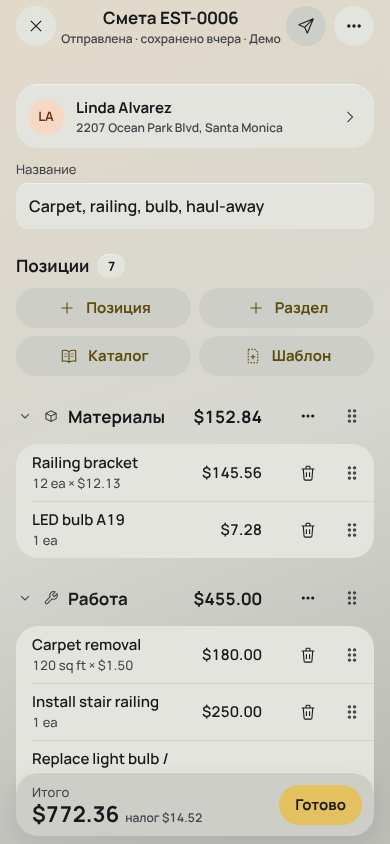 Смета EST-0006
Отправлена · сохранено вчера · Демо
LA
Linda Alvarez
2207 Ocean Park Blvd, Santa Monica
Название
Carpet, railing, bulb, haul-away
Позиции 7
+ Позиция
+ Раздел
Каталог
Шаблон
Материалы $152.84
Railing bracket
12 ea × $12.13
$145.56
LED bulb A19
1 ea
$7.28
Работа $455.00
Carpet removal
120 sq ft × $1.50
$180.00
Install stair railing
1 ea
$250.00
Replace light bulb /
Итого
$772.36 налог $14.52
Готово